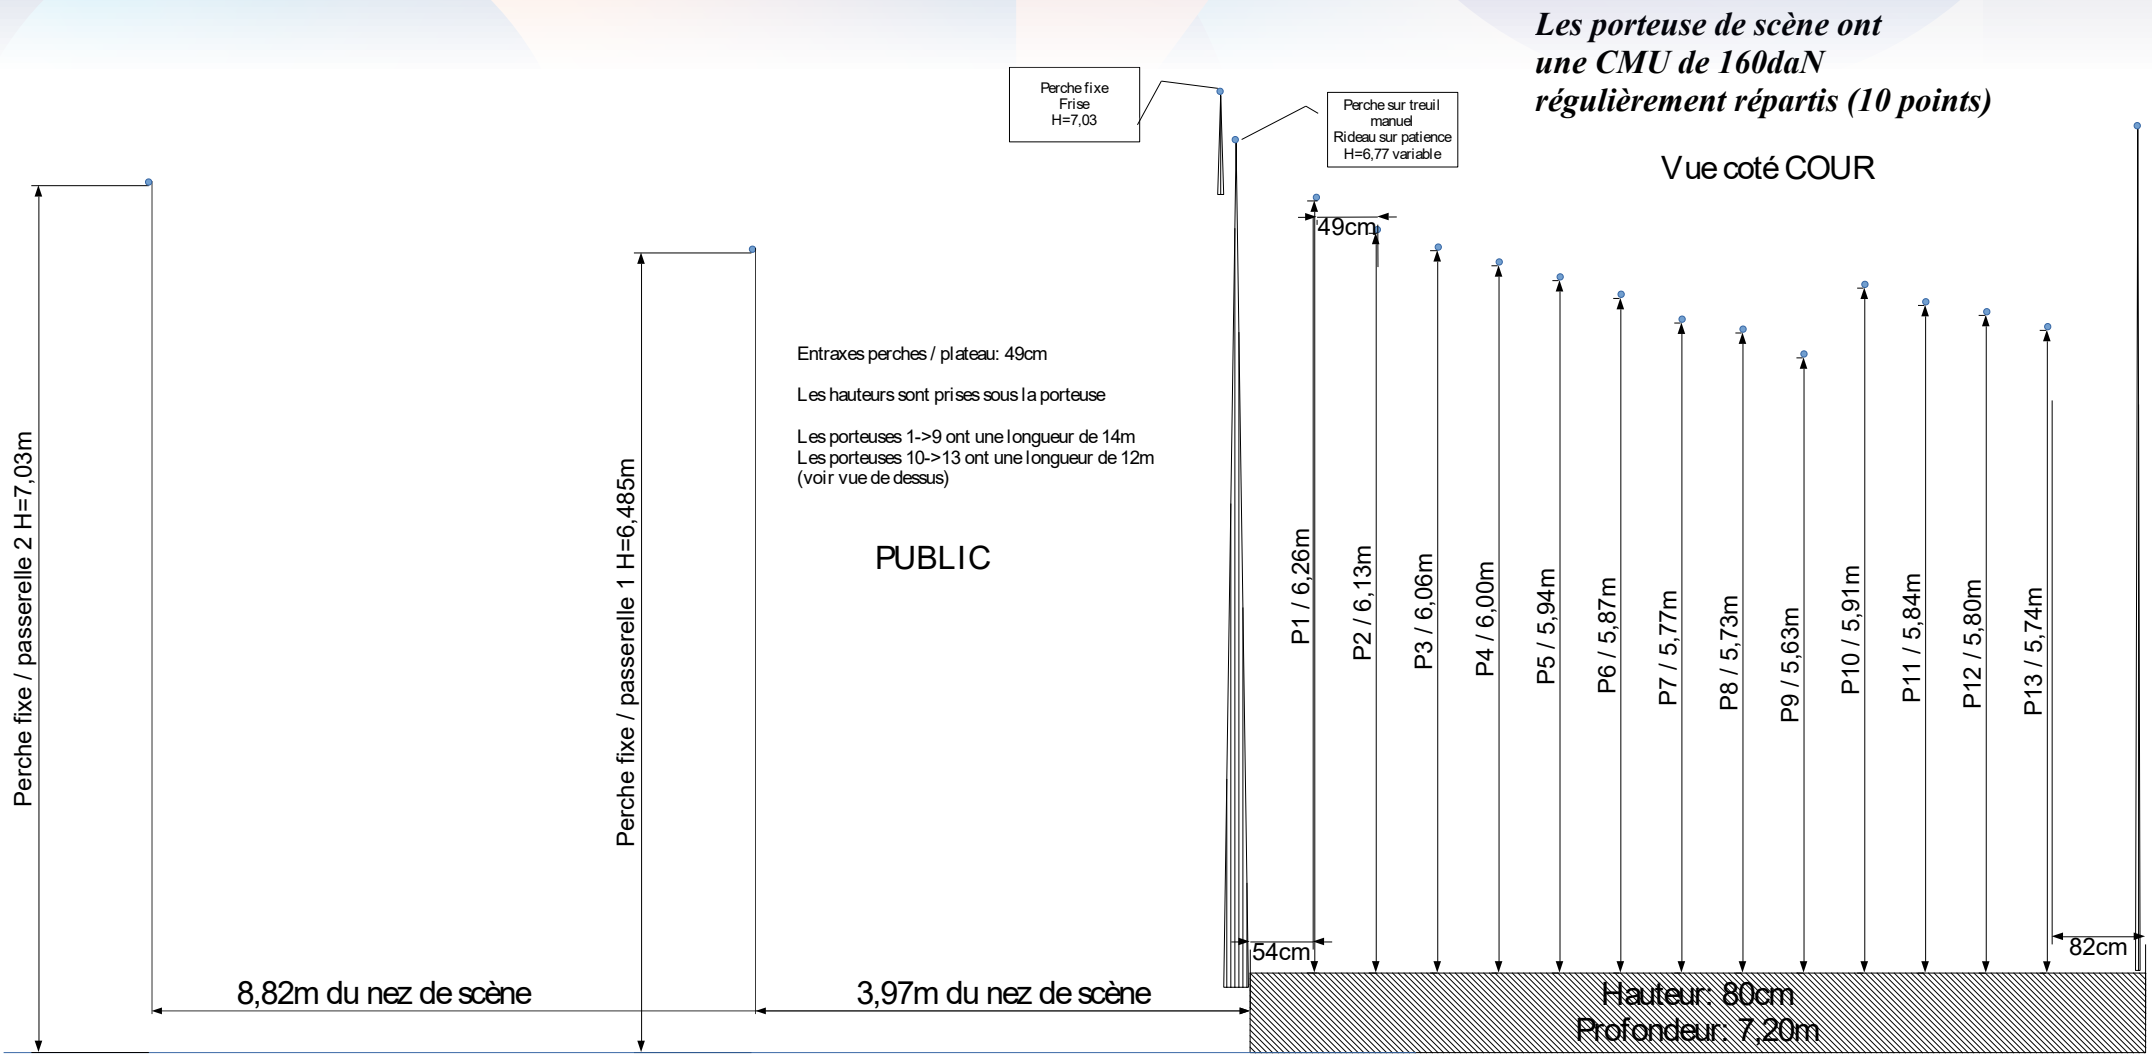 Les porteuse de scène ont
une CMU de 160daN
régulièrement répartis (10 points)
Perche fixe
Frise
H=7,03
Perche sur treuil
manuel
Rideau sur patience
H=6,77 variable
Vue coté COUR
49cm
Entraxes perches / plateau: 49cm
Les hauteurs sont prises sous la porteuse
Les porteuses 1->9 ont une longueur de 14m
Les porteuses 10->13 ont une longueur de 12m
(voir vue de dessus)
PUBLIC
Perche fixe / passerelle 2 H=7,03m
Perche fixe / passerelle 1 H=6,485m
P1 / 6,26m
P2 / 6,13m
P3 / 6,06m
P4 / 6,00m
P5 / 5,94m
P6 / 5,87m
P7 / 5,77m
P8 / 5,73m
P9 / 5,63m
P10 / 5,91m
P11 / 5,84m
P12 / 5,80m
P13 / 5,74m
54cm
82cm
8,82m du nez de scène
3,97m du nez de scène
Hauteur: 80cm
Profondeur: 7,20m